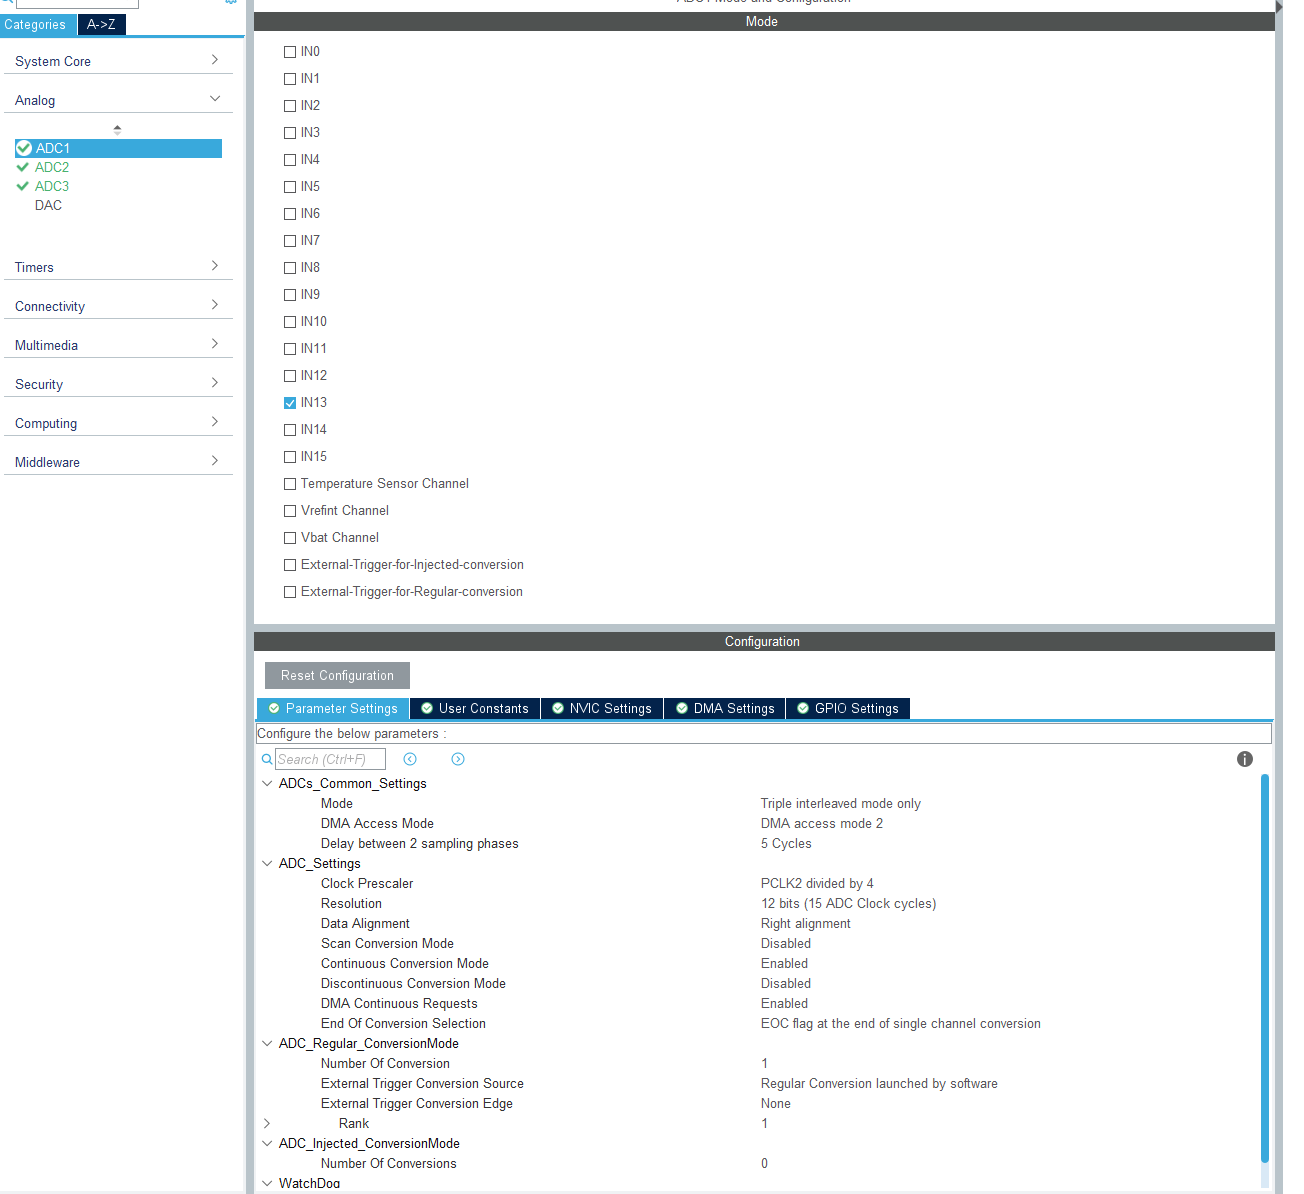 ADC1 Mode and Configuration
Categories A->Z
Mode
System Core
Analog
ADC1
ADC2
ADC3
DAC
Timers
Connectivity
Multimedia
Security
Computing
Middleware
IN0
IN1
IN2
IN3
IN4
IN5
IN6
IN7
IN8
IN9
IN10
IN11
IN12
IN13
IN14
IN15
Temperature Sensor Channel
Vrefint Channel
Vbat Channel
External-Trigger-for-Injected-conversion
External-Trigger-for-Regular-conversion
Configuration
Reset Configuration
Parameter Settings User Constants NVIC Settings DMA Settings GPIO Settings
Configure the below parameters :
Search (Ctrl+F)
ADCs_Common_Settings
Mode Triple interleaved mode only
DMA Access Mode DMA access mode 2
Delay between 2 sampling phases 5 Cycles
ADC_Settings
Clock Prescaler PCLK2 divided by 4
Resolution 12 bits (15 ADC Clock cycles)
Data Alignment Right alignment
Scan Conversion Mode Disabled
Continuous Conversion Mode Enabled
Discontinuous Conversion Mode Disabled
DMA Continuous Requests Enabled
End Of Conversion Selection EOC flag at the end of single channel conversion
ADC_Regular_ConversionMode
Number Of Conversion 1
External Trigger Conversion Source Regular Conversion launched by software
External Trigger Conversion Edge None
Rank 1
ADC_Injected_ConversionMode
Number Of Conversions 0
WatchDog